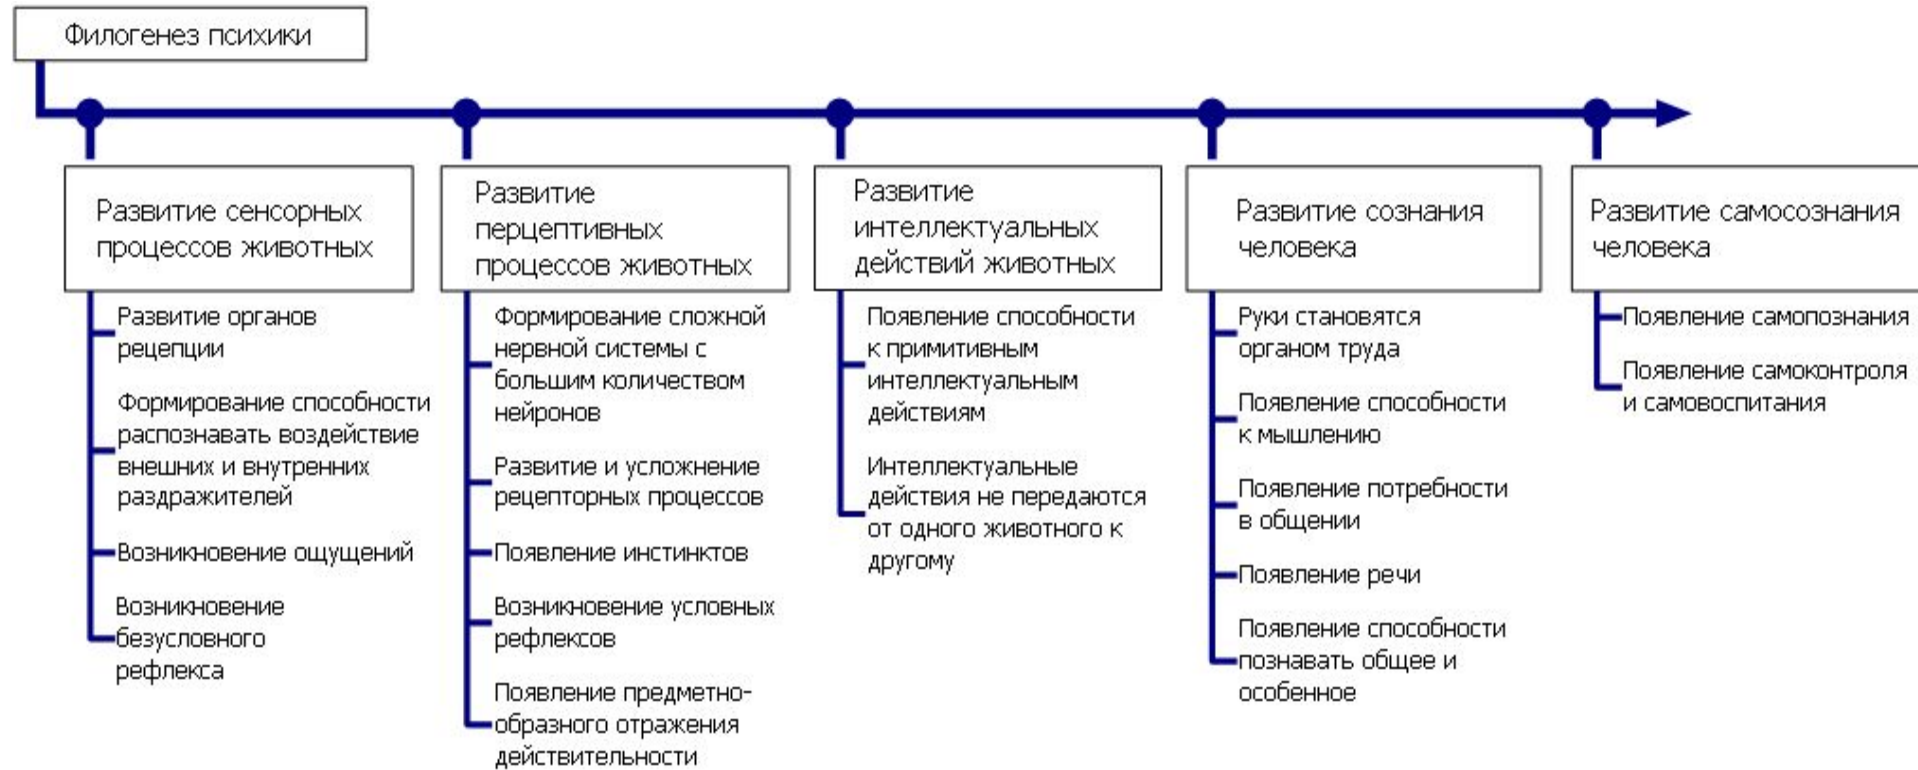 Филогенез психики
Развитие сенсорных
процессов животных
Развитие органов
рецепции
Формирование способности
распознавать воздействие
внешних и внутренних
раздражителей
Возникновение ощущений
Возникновение
безусловного
рефлекса
Развитие
перцептивных
процессов животных
Формирование сложной
нервной системы с
большим количеством
нейронов
Развитие и усложнение
рецепторных процессов
Появление инстинктов
Возникновение условных
рефлексов
Появление предметно-
образного отражения
действительности
Развитие
интеллектуальных
действий животных
Появление способности
к примитивным
интеллектуальным
действиям
Интеллектуальные
действия не передаются
от одного животного к
другому
Развитие сознания
человека
Руки становятся
органом труда
Появление способности
к мышлению
Появление потребности
в общении
Появление речи
Появление способности
познавать общее и
особенное
Развитие самосознания
человека
Появление самопознания
Появление самоконтроля
и самовоспитания